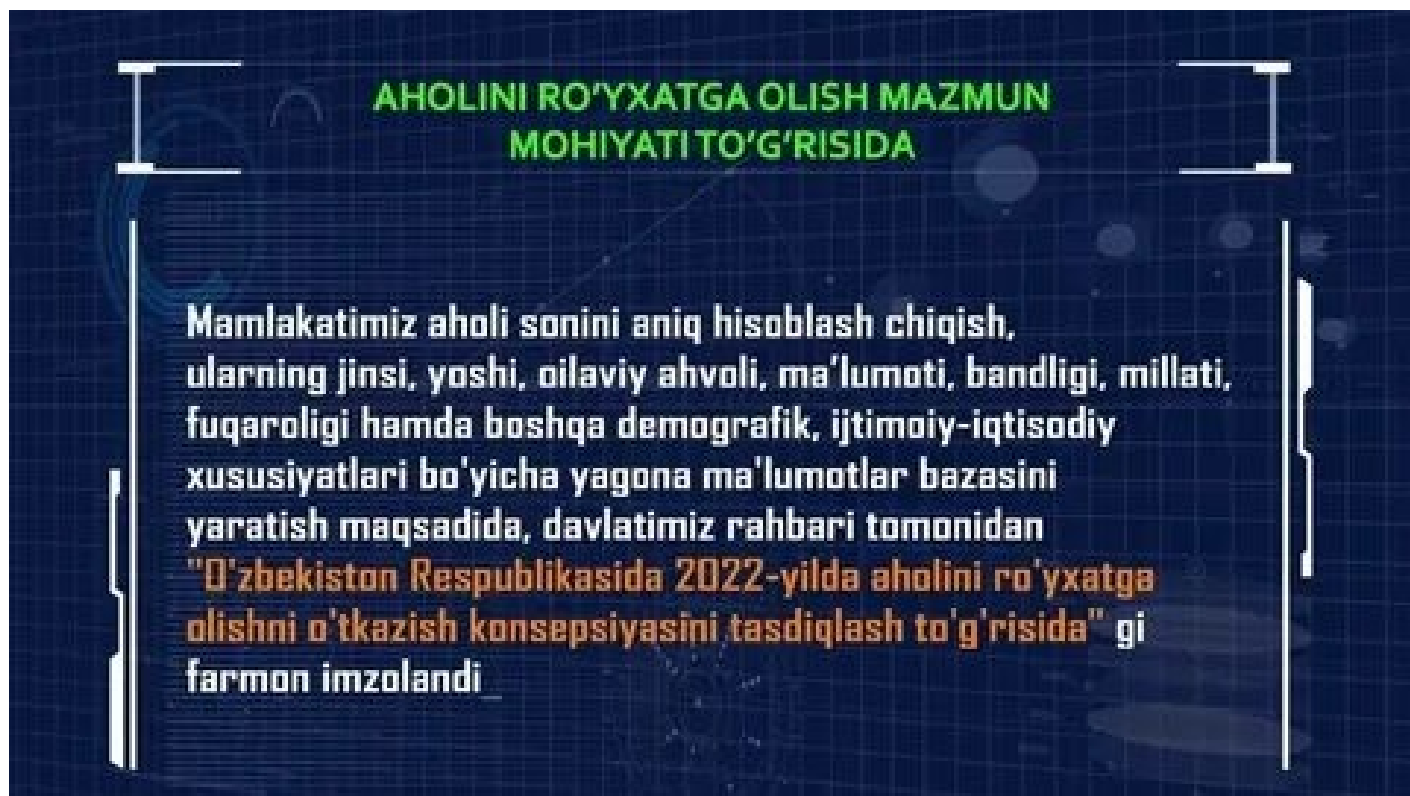 AHOLINI RO’YXATGA OLISH MAZMUN
MOHIYATI TO’G’RISIDA
Mamlakatimiz aholi sonini aniq hisoblash chiqish,
ularning jinsi, yoshi, oilaviy ahvoli, ma’lumoti, bandligi, millati,
fuqaroligi hamda boshqa demografik, ijtimoiy-iqtisodiy
xususiyatlari bo'yicha yagona ma'lumotlar bazasini
yaratish maqsadida, davlatimiz rahbari tomonidan
"O'zbekiston Respublikasida 2022-yilda aholini ro'yxatga
olishni o'tkazish konsepsiyasini tasdiqlash to'g'risida" gi
farmon imzolandi_